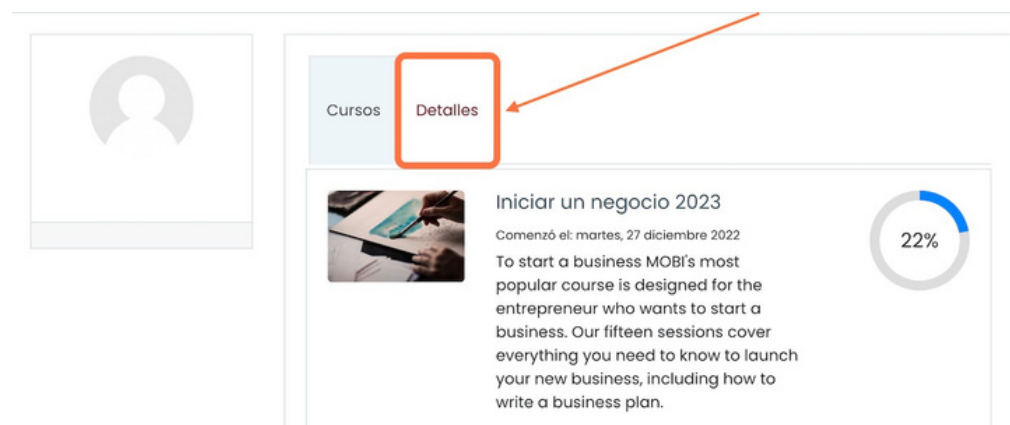 Cursos
Detalles
Iniciar un negocio 2023
Comenzó el: martes, 27 diciembre 2022
To start a business MOBI's most
popular course is designed for the
entrepreneur who wants to start a
business. Our fifteen sessions cover
everything you need to know to launch
your new business, including how to
write a business plan.
22%